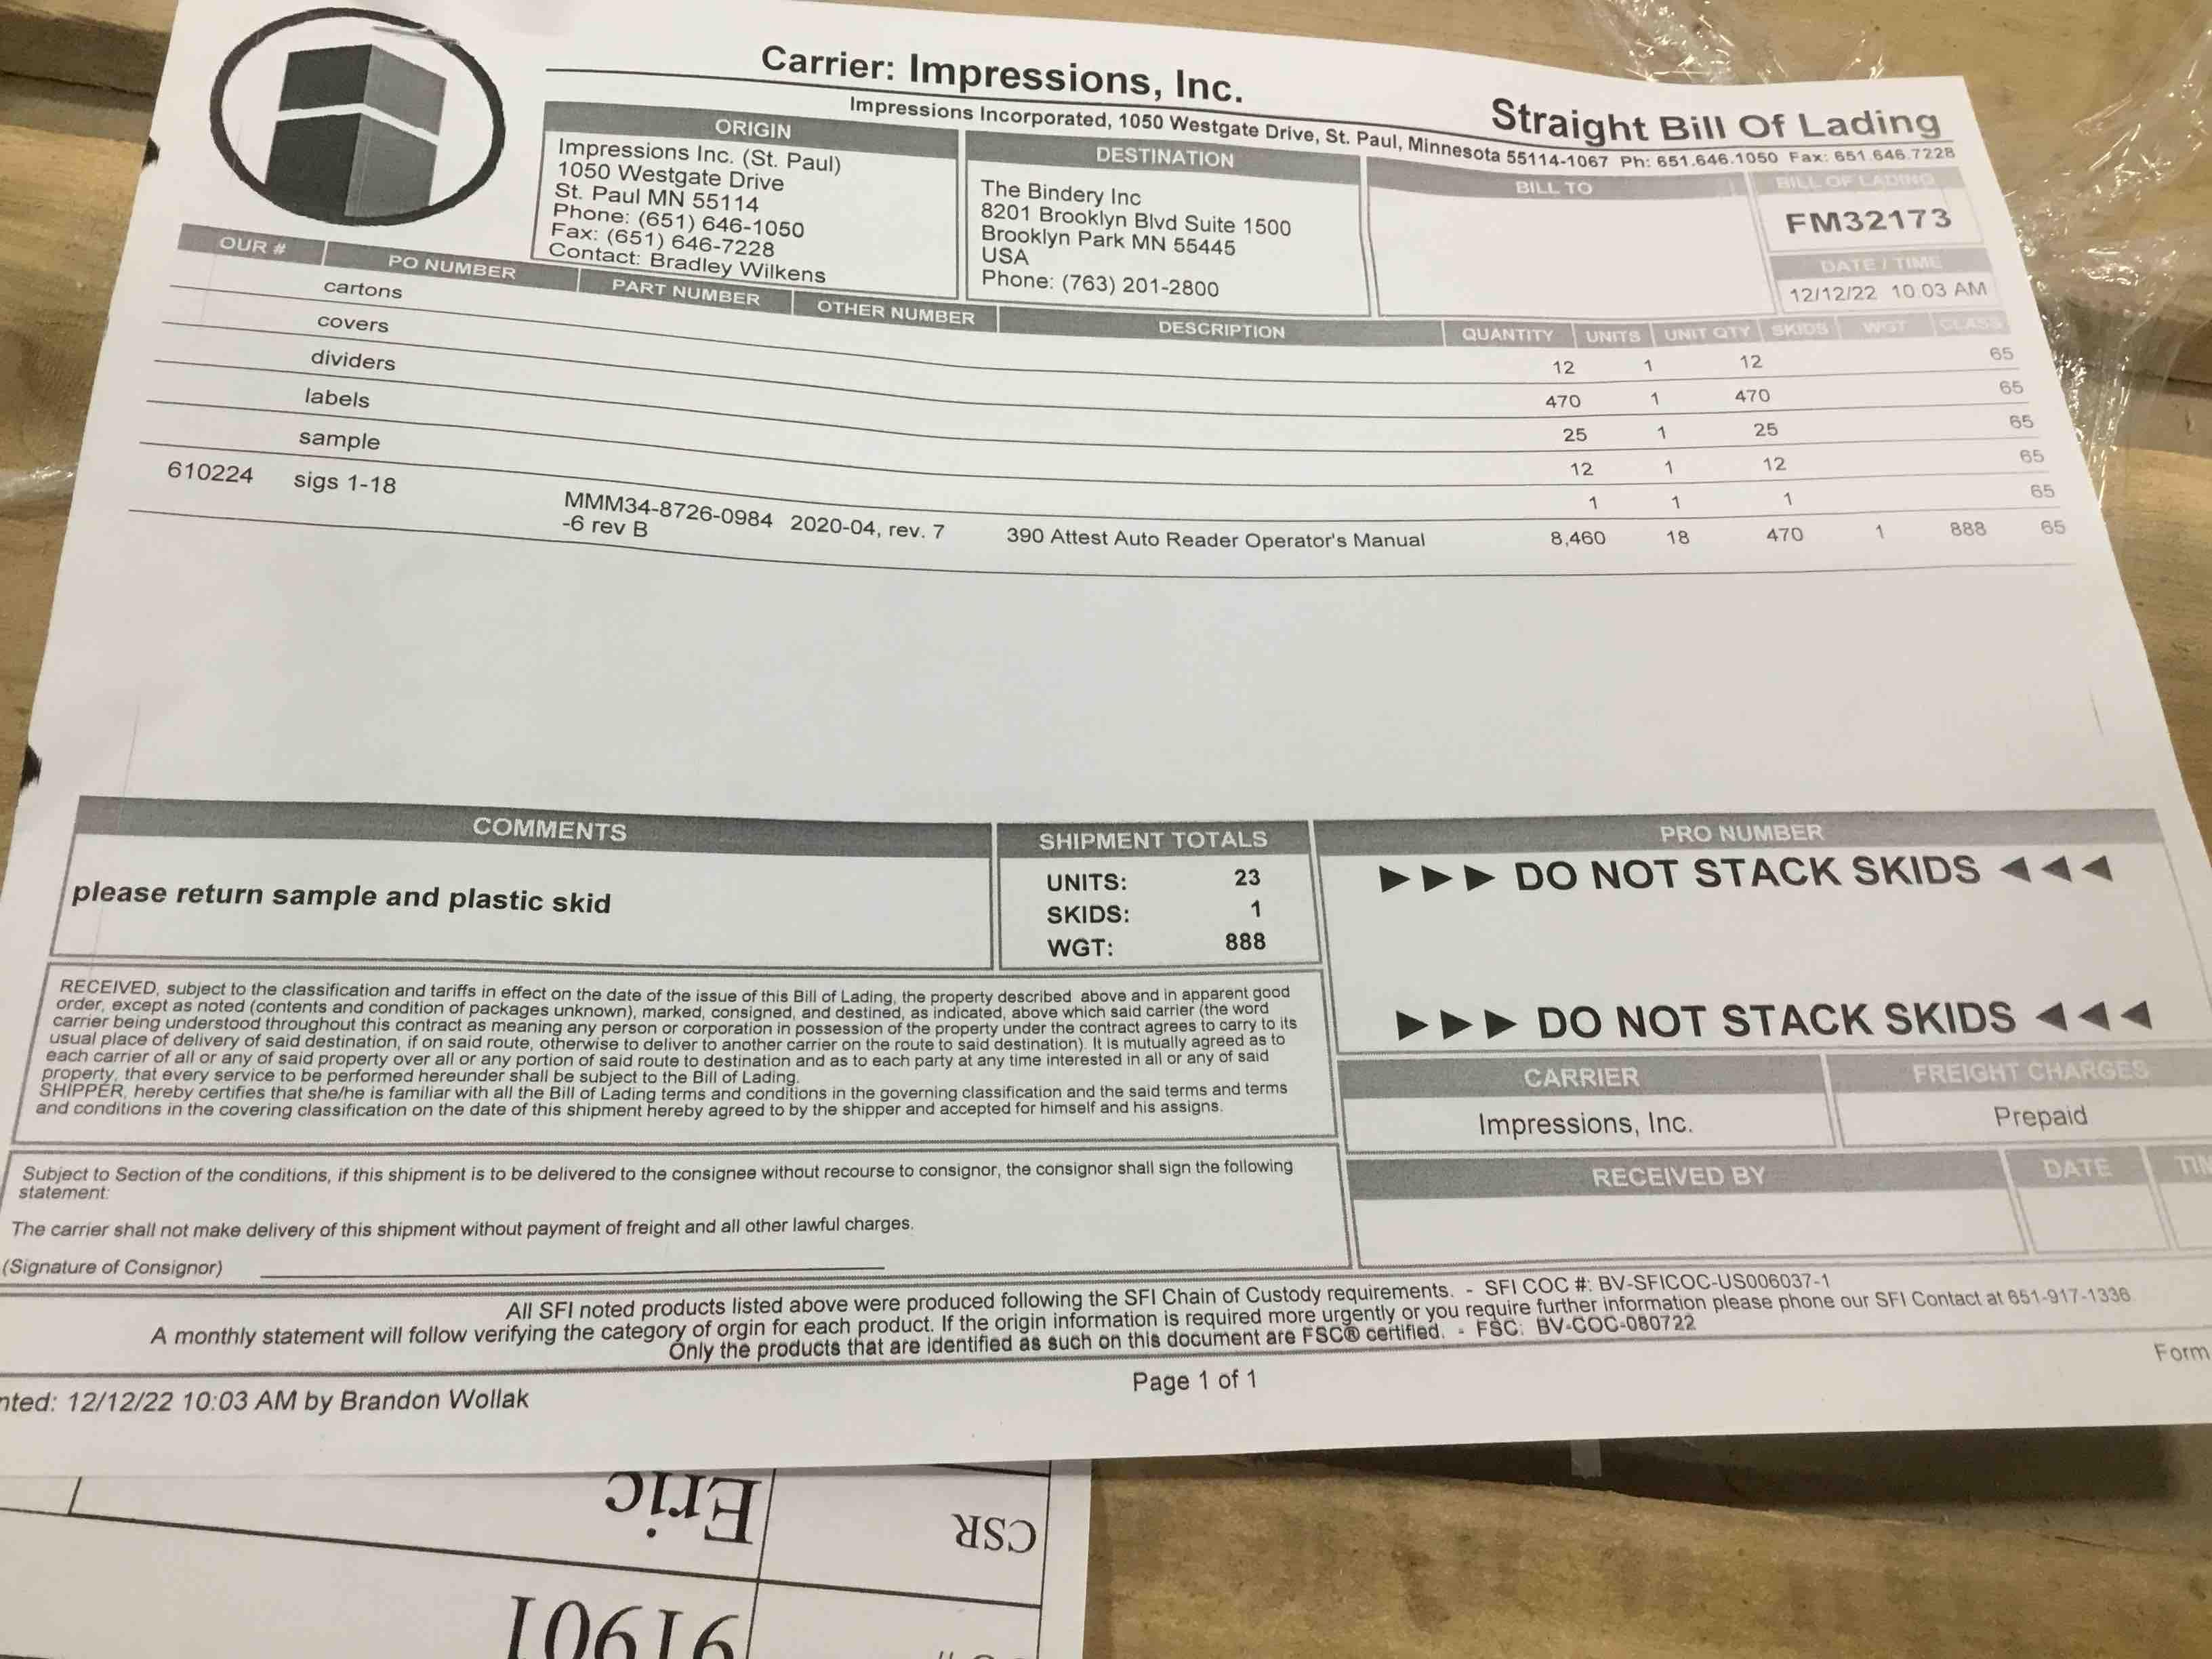 Carrier: Impressions, Inc.
Straight Bill Of Lading
Impressions Incorporated, 1050 Westgate Drive, St. Paul, Minnesota 55114-1067 Ph: 651.646.1050 Fax: 651.646.7228
ORIGIN
Impressions Inc. (St. Paul)
1050 Westgate Drive
St. Paul MN 55114
Phone: (651) 646-1050
Fax: (651) 646-7228
Contact: Bradley Wilkens
DESTINATION
The Bindery Inc
8201 Brooklyn Blvd Suite 1500
Brooklyn Park MN 55445
USA
Phone: (763) 201-2800
BILL TO
BILL OF LADING
FM32173
DATE / TIME
12/12/22 10:03 AM
OUR # PO NUMBER PART NUMBER OTHER NUMBER DESCRIPTION QUANTITY UNITS UNIT QTY SKIDS WGT CLASS
cartons 12 1 12 65
covers 470 1 470 65
dividers 25 1 25 65
labels 12 1 12 65
sample 1 1 1 65
610224 sigs 1-18 MMM34-8726-0984 2020-04, rev. 7 390 Attest Auto Reader Operator's Manual 8,460 18 470 1 888 65
-6 rev B
COMMENTS
please return sample and plastic skid
SHIPMENT TOTALS
UNITS: 23
SKIDS: 1
WGT: 888
PRO NUMBER
►►► DO NOT STACK SKIDS ◄◄◄
►►► DO NOT STACK SKIDS ◄◄◄
RECEIVED, subject to the classification and tariffs in effect on the date of the issue of this Bill of Lading, the property described above and in apparent good
order, except as noted (contents and condition of packages unknown), marked, consigned, and destined, as indicated, above which said carrier (the word
carrier being understood throughout this contract as meaning any person or corporation in possession of the property under the contract agrees to carry to its
usual place of delivery of said destination, if on said route, otherwise to deliver to another carrier on the route to said destination). It is mutually agreed as to
each carrier of all or any of said property over all or any portion of said route to destination and as to each party at any time interested in all or any of said
property, that every service to be performed hereunder shall be subject to the Bill of Lading.
SHIPPER, hereby certifies that she/he is familiar with all the Bill of Lading terms and conditions in the governing classification and the said terms and terms
and conditions in the covering classification on the date of this shipment hereby agreed to by the shipper and accepted for himself and his assigns.
CARRIER
Impressions, Inc.
FREIGHT CHARGES
Prepaid
RECEIVED BY DATE
Subject to Section of the conditions, if this shipment is to be delivered to the consignee without recourse to consignor, the consignor shall sign the following
statement:
The carrier shall not make delivery of this shipment without payment of freight and all other lawful charges.
(Signature of Consignor)
All SFI noted products listed above were produced following the SFI Chain of Custody requirements. - SFI COC #: BV-SFICOC-US006037-1
A monthly statement will follow verifying the category of orgin for each product. If the origin information is required more urgently or you require further information please phone our SFI Contact at 651-917-1336
Only the products that are identified as such on this document are FSC® certified. - FSC: BV-COC-080722
Page 1 of 1
Form
nted: 12/12/22 10:03 AM by Brandon Wollak
CSR Eric
91901